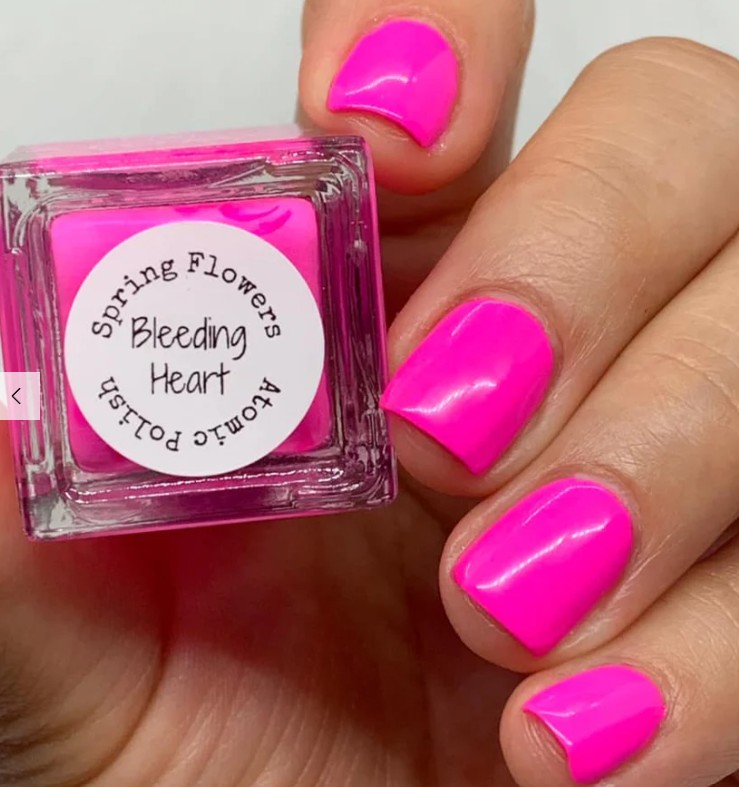 Spring Flowers
Bleeding
Heart
Atomic Polish